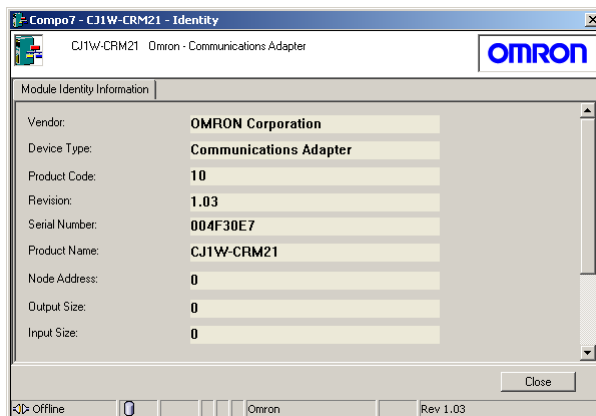 Compo7 - CJ1W-CRM21 - Identity
CJ1W-CRM21 Omron - Communications Adapter
OMRON
Module Identity Information
Vendor: OMRON Corporation
Device Type: Communications Adapter
Product Code: 10
Revision: 1.03
Serial Number: 004F30E7
Product Name: CJ1W-CRM21
Node Address: 0
Output Size: 0
Input Size: 0
Close
Offline Omron Rev 1.03